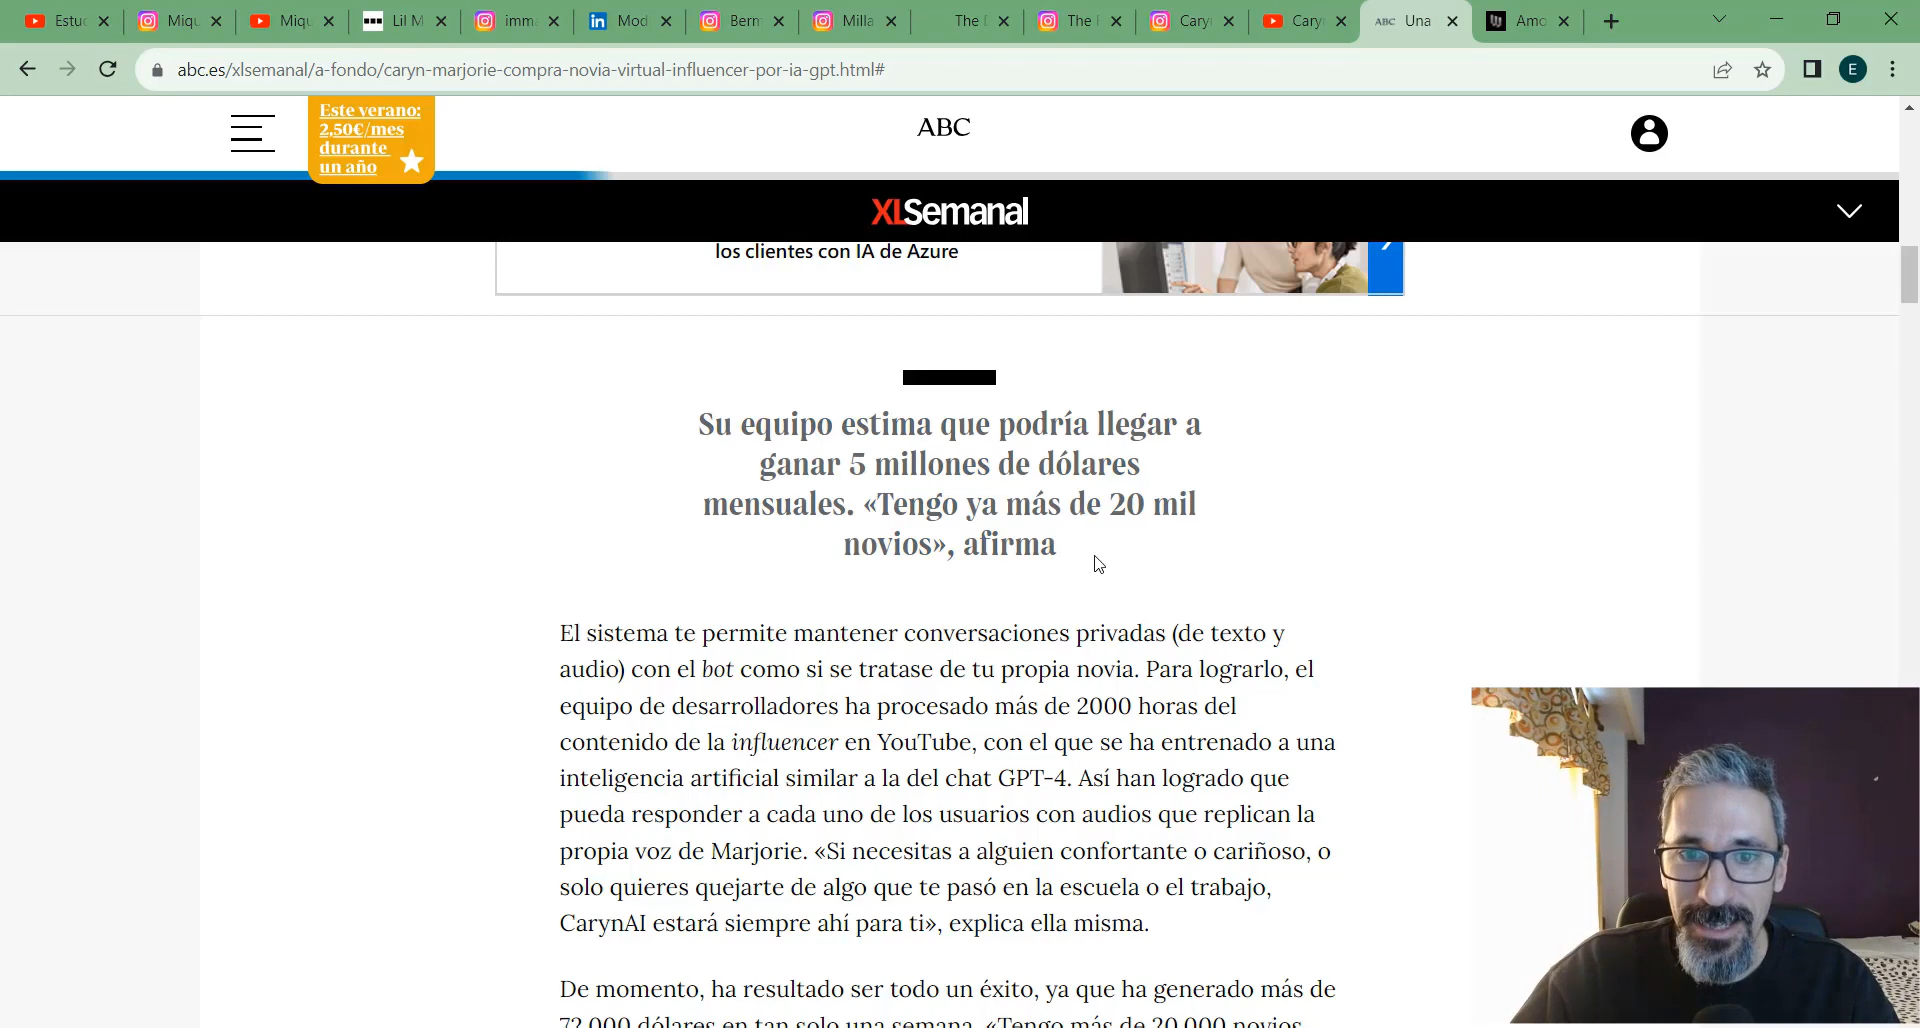 Estu
Miqu
Miqu
Lil M
imm
Mod
Berm
Milla
The
The
Cary
Cary
ABC
Una
Amo
abc.es/xlsemanal/a-fondo/caryn-marjorie-compra-novia-virtual-influencer-por-ia-gpt.html#
E
Este verano:
2,50€/mes
durante
un año
ABC
XLSemanal
los clientes con IA de Azure
Su equipo estima que podría llegar a
ganar 5 millones de dólares
mensuales. «Tengo ya más de 20 mil
novios», afirma
El sistema te permite mantener conversaciones privadas (de texto y
audio) con el bot como si se tratase de tu propia novia. Para lograrlo, el
equipo de desarrolladores ha procesado más de 2000 horas del
contenido de la influencer en YouTube, con el que se ha entrenado a una
inteligencia artificial similar a la del chat GPT-4. Así han logrado que
pueda responder a cada uno de los usuarios con audios que replican la
propia voz de Marjorie. «Si necesitas a alguien confortante o cariñoso, o
solo quieres quejarte de algo que te pasó en la escuela o el trabajo,
CarynAI estará siempre ahí para ti», explica ella misma.
De momento, ha resultado ser todo un éxito, ya que ha generado más de
72.000 dólares en tan solo una semana. «Tengo más de 20.000 novios